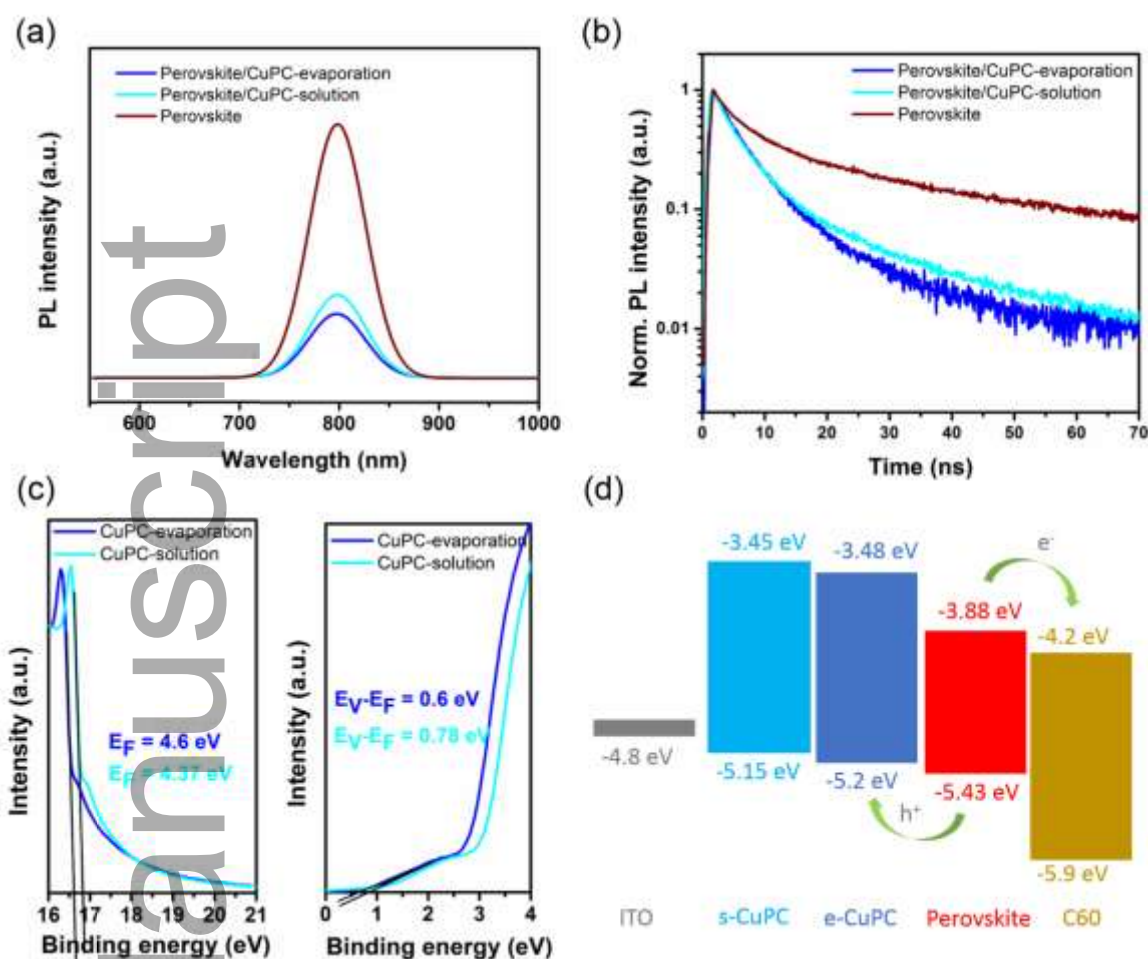 (a)
Perovskite/CuPC-evaporation
Perovskite/CuPC-solution
Perovskite
PL intensity (a.u.)
600 700 800 900 1000
Wavelength (nm)
(b)
Perovskite/CuPC-evaporation
Perovskite/CuPC-solution
Perovskite
Norm. PL intensity (a.u.)
1
0.1
0.01
0 10 20 30 40 50 60 70
Time (ns)
(c)
CuPC-evaporation
CuPC-solution
Intensity (a.u.)
E_F = 4.6 eV
E_F = 4.37 eV
16 17 18 19 20 21
Binding energy (eV)
CuPC-evaporation
CuPC-solution
Intensity (a.u.)
E_V-E_F = 0.6 eV
E_V-E_F = 0.78 eV
0 1 2 3 4
Binding energy (eV)
(d)
-3.45 eV
-3.48 eV
e-
-3.88 eV
-4.2 eV
-4.8 eV
-5.15 eV
-5.2 eV
-5.43 eV
h+
-5.9 eV
ITO s-CuPC e-CuPC Perovskite C60
anuscript